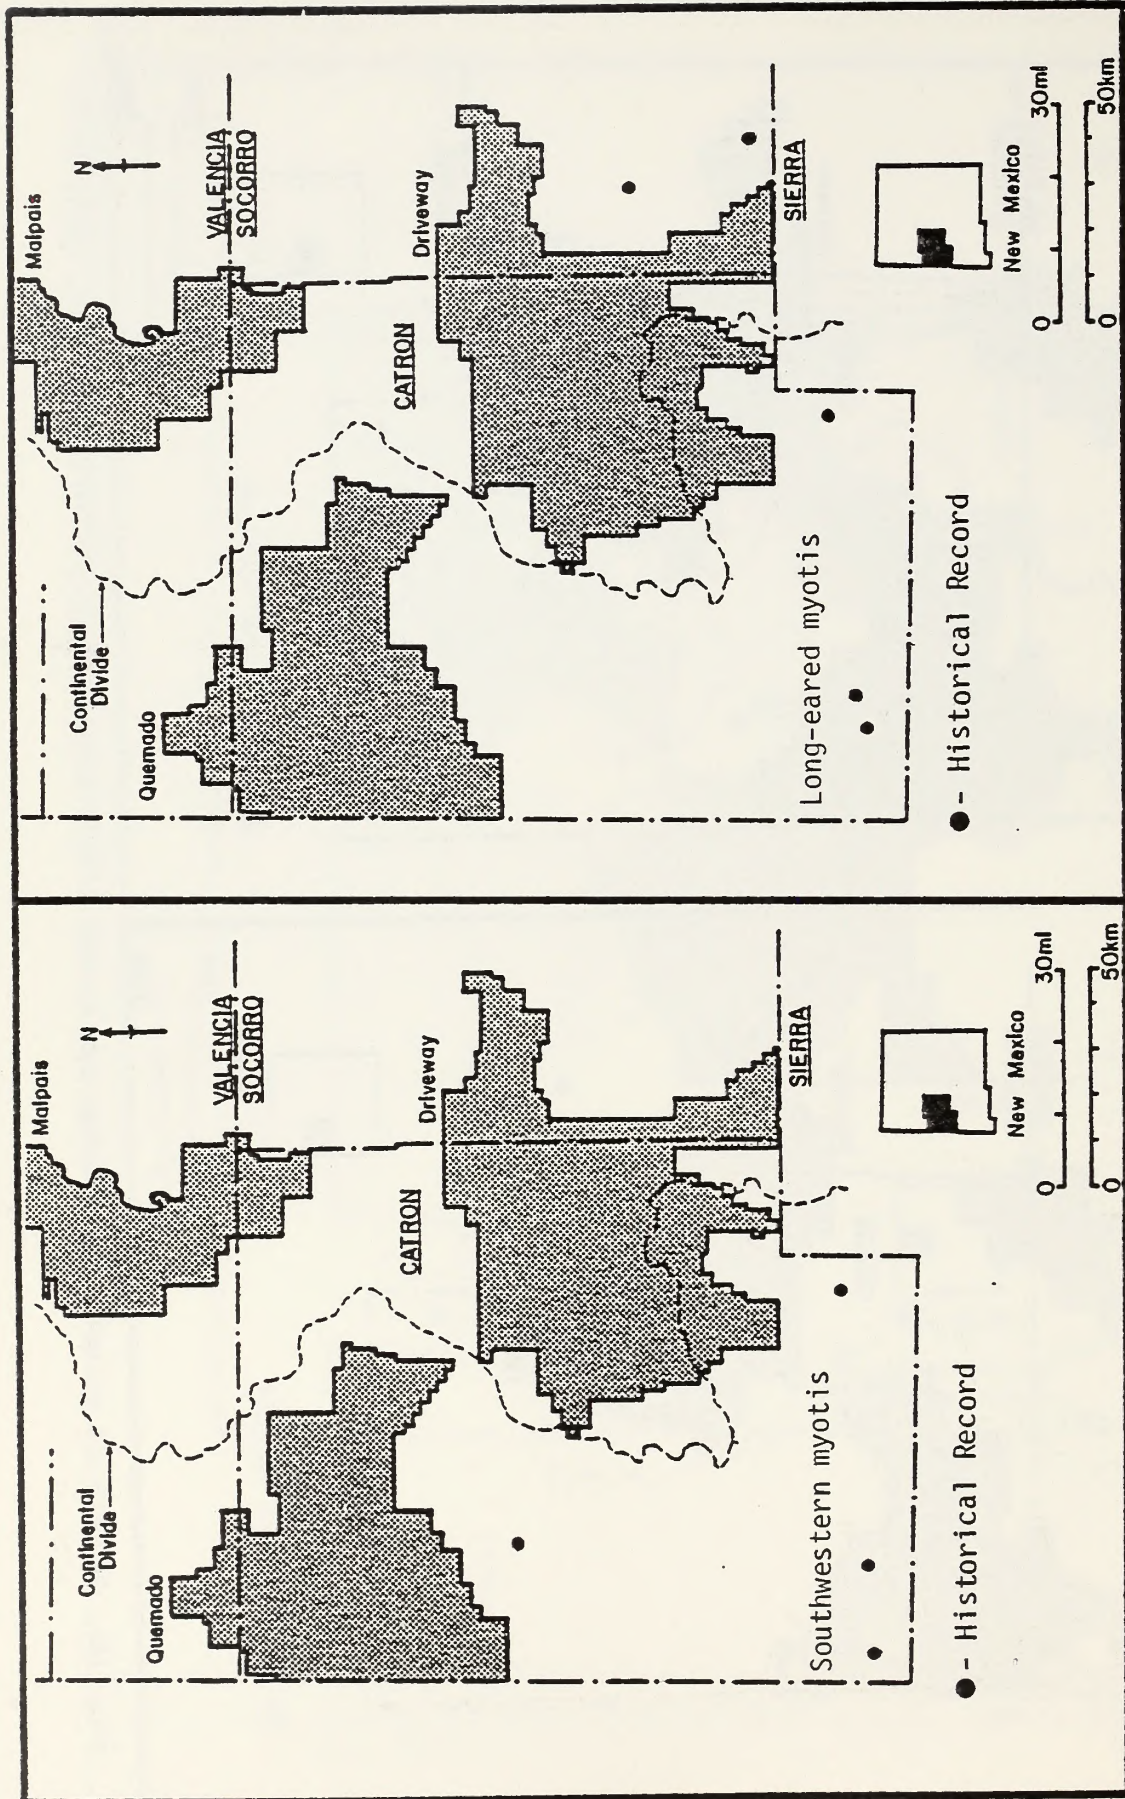 Malpais
N
VALENCIA
SOCORRO
Continental
Divide
Quemado
Driveway
CATRON
SIERRA
Southwestern myotis
● - Historical Record
New Mexico
0 30mi
0 50km
Malpais
N
VALENCIA
SOCORRO
Continental
Divide
Quemado
Driveway
CATRON
SIERRA
Long-eared myotis
● - Historical Record
New Mexico
0 30mi
0 50km